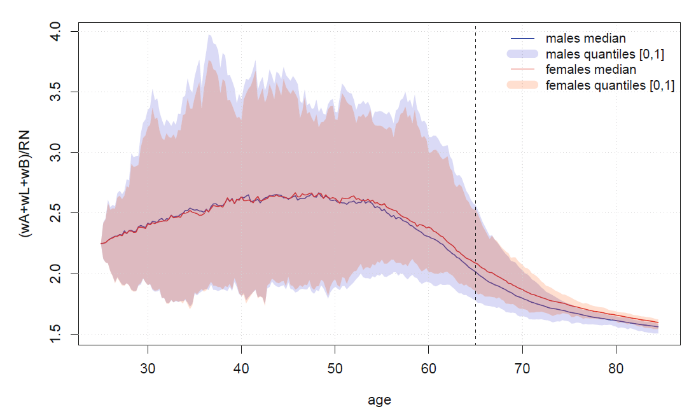 males median
males quantiles [0,1]
females median
females quantiles [0,1]
4.0
3.5
3.0
2.5
2.0
1.5
(wA+wL+wB)/RN
30 40 50 60 70 80
age